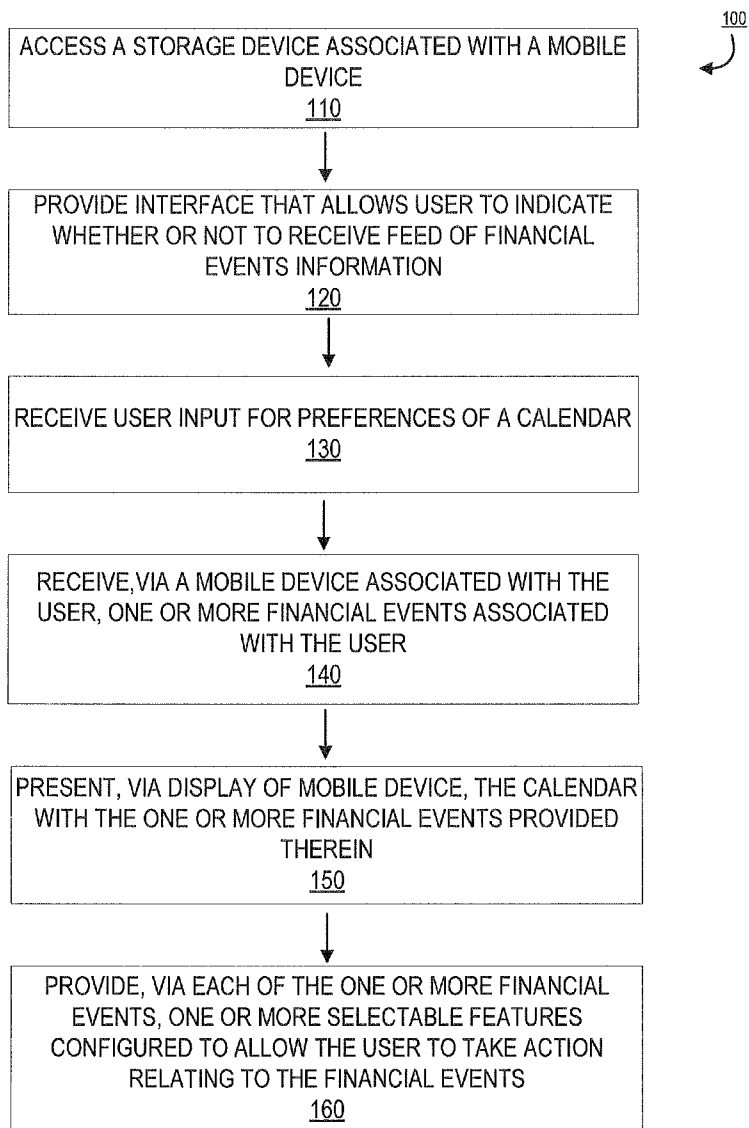 100
ACCESS A STORAGE DEVICE ASSOCIATED WITH A MOBILE
DEVICE
110
PROVIDE INTERFACE THAT ALLOWS USER TO INDICATE
WHETHER OR NOT TO RECEIVE FEED OF FINANCIAL
EVENTS INFORMATION
120
RECEIVE USER INPUT FOR PREFERENCES OF A CALENDAR
130
RECEIVE,VIA A MOBILE DEVICE ASSOCIATED WITH THE
USER, ONE OR MORE FINANCIAL EVENTS ASSOCIATED
WITH THE USER
140
PRESENT, VIA DISPLAY OF MOBILE DEVICE, THE CALENDAR
WITH THE ONE OR MORE FINANCIAL EVENTS PROVIDED
THEREIN
150
PROVIDE, VIA EACH OF THE ONE OR MORE FINANCIAL
EVENTS, ONE OR MORE SELECTABLE FEATURES
CONFIGURED TO ALLOW THE USER TO TAKE ACTION
RELATING TO THE FINANCIAL EVENTS
160